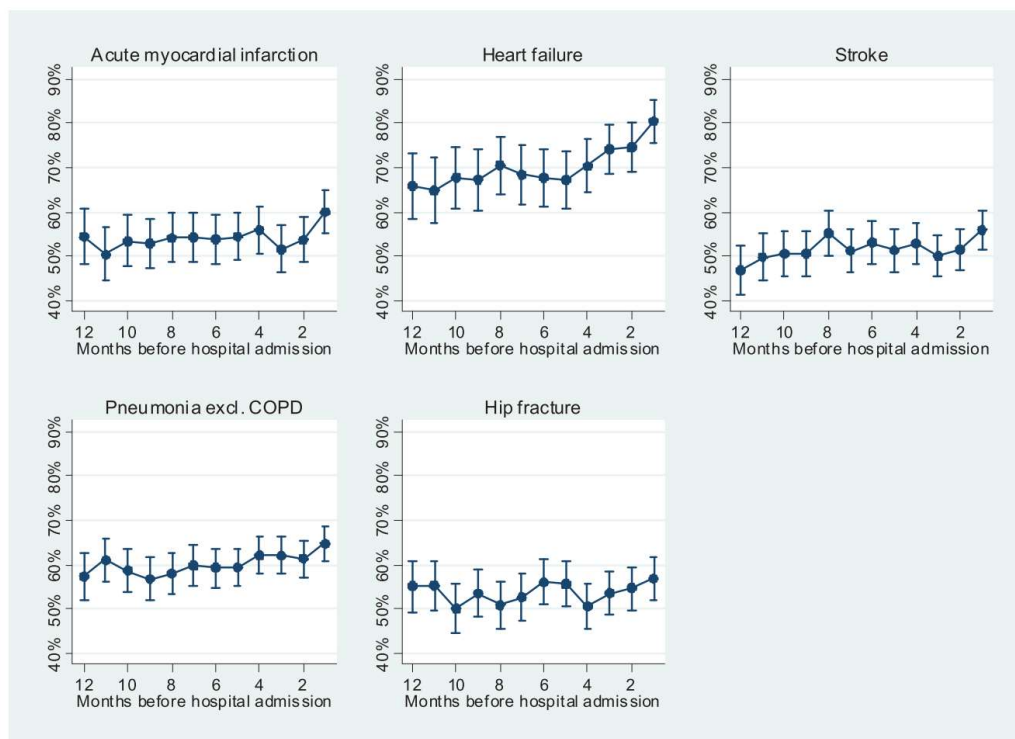 Acute myocardial infarction
90%
80%
70%
60%
50%
40%
12 10 8 6 4 2
Months before hospital admission
Heart failure
90%
80%
70%
60%
50%
40%
12 10 8 6 4 2
Months before hospital admission
Stroke
90%
80%
70%
60%
50%
40%
12 10 8 6 4 2
Months before hospital admission
Pneumonia excl. COPD
90%
80%
70%
60%
50%
40%
12 10 8 6 4 2
Months before hospital admission
Hip fracture
90%
80%
70%
60%
50%
40%
12 10 8 6 4 2
Months before hospital admission